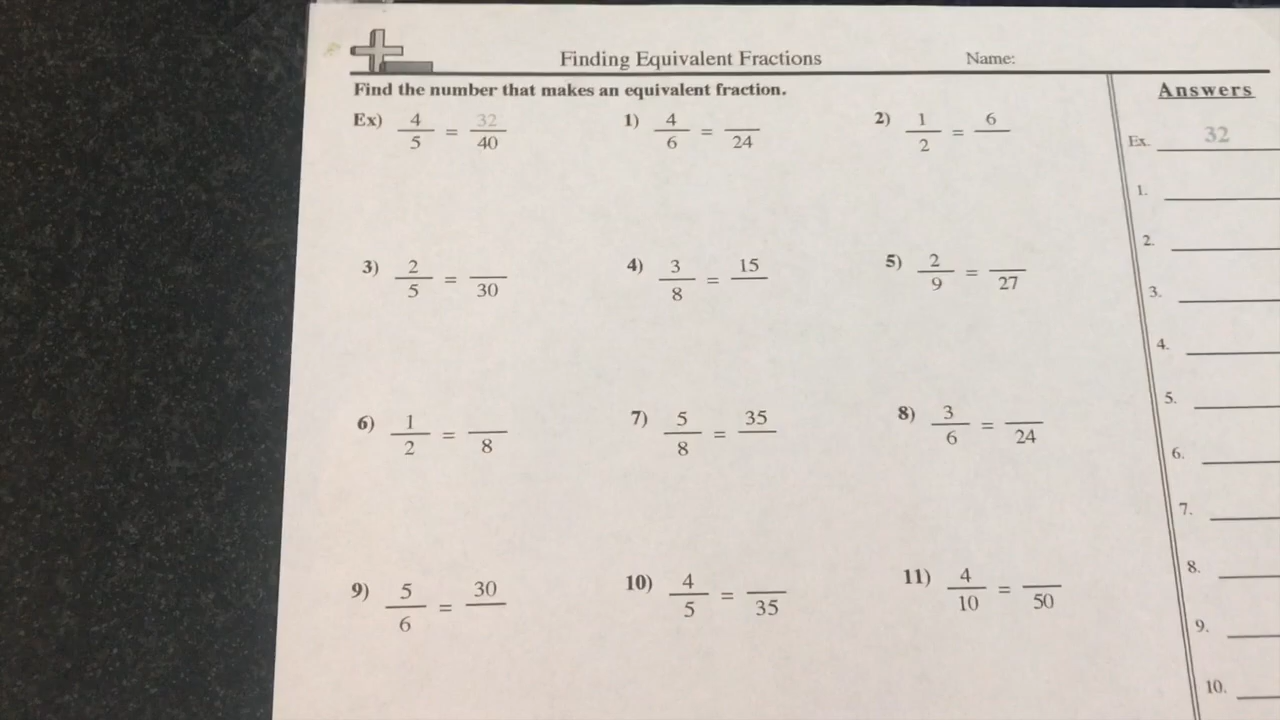 Finding Equivalent Fractions Name:
Find the number that makes an equivalent fraction.
Answers
Ex) 4/5 = 32/40 1) 4/6 = /24 2) 1/2 = 6/
Ex. 32
1.
2.
3) 2/5 = /30 4) 3/8 = 15/ 5) 2/9 = /27
3.
4.
5.
6) 1/2 = /8 7) 5/8 = 35/ 8) 3/6 = /24
6.
7.
8.
9) 5/6 = 30/ 10) 4/5 = /35 11) 4/10 = /50
9.
10.